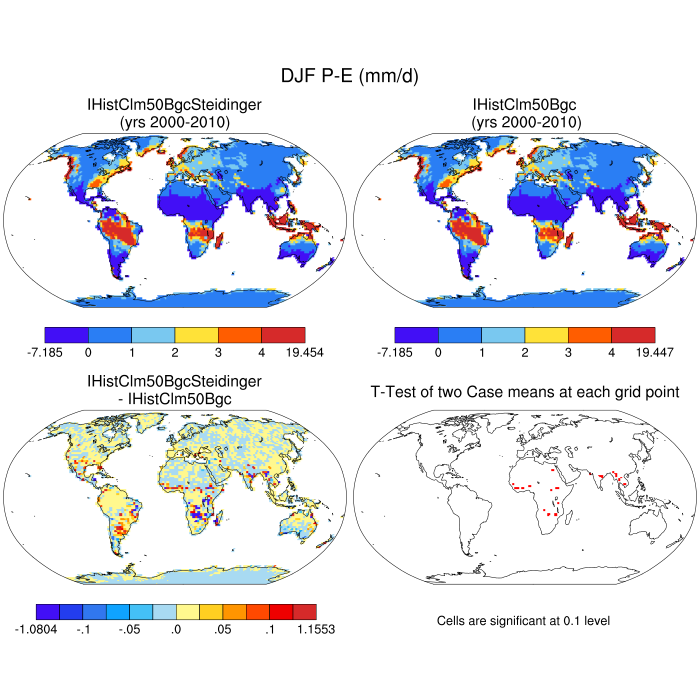 DJF P-E (mm/d)
IHistClm50BgcSteidinger
(yrs 2000-2010)
IHistClm50Bgc
(yrs 2000-2010)
-7.185 0 1 2 3 4 19.454
-7.185 0 1 2 3 4 19.447
IHistClm50BgcSteidinger
- IHistClm50Bgc
T-Test of two Case means at each grid point
-1.0804 -.1 -.05 .0 .05 .1 1.1553
Cells are significant at 0.1 level